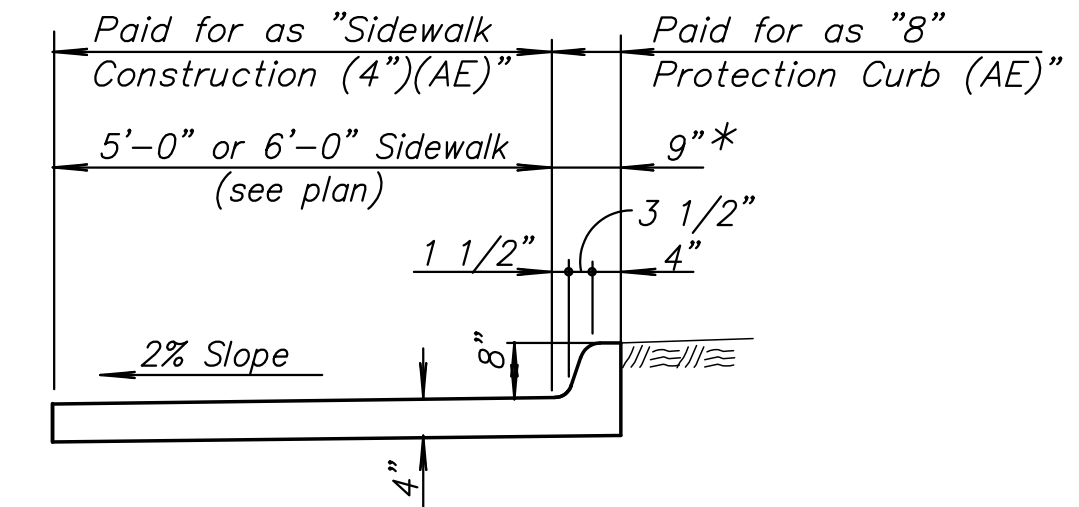 Paid for as "Sidewalk
Construction (4")(AE)"
Paid for as "8"
Protection Curb (AE)"
5'-0" or 6'-0" Sidewalk
(see plan)
9"*
3 1/2"
1 1/2"
4"
8"
2% Slope
4"